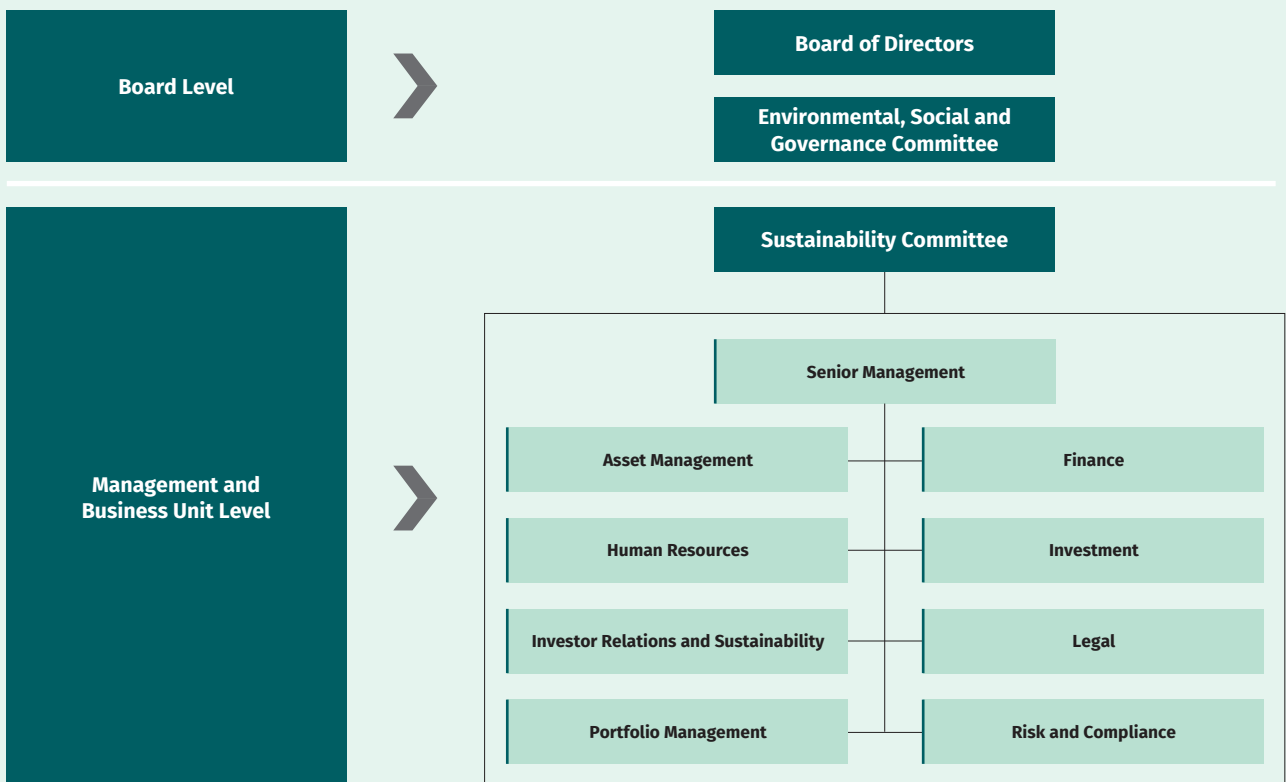 Board Level
Board of Directors
Environmental, Social and
Governance Committee
Management and
Business Unit Level
Sustainability Committee
Senior Management
Asset Management
Finance
Human Resources
Investment
Investor Relations and Sustainability
Legal
Portfolio Management
Risk and Compliance